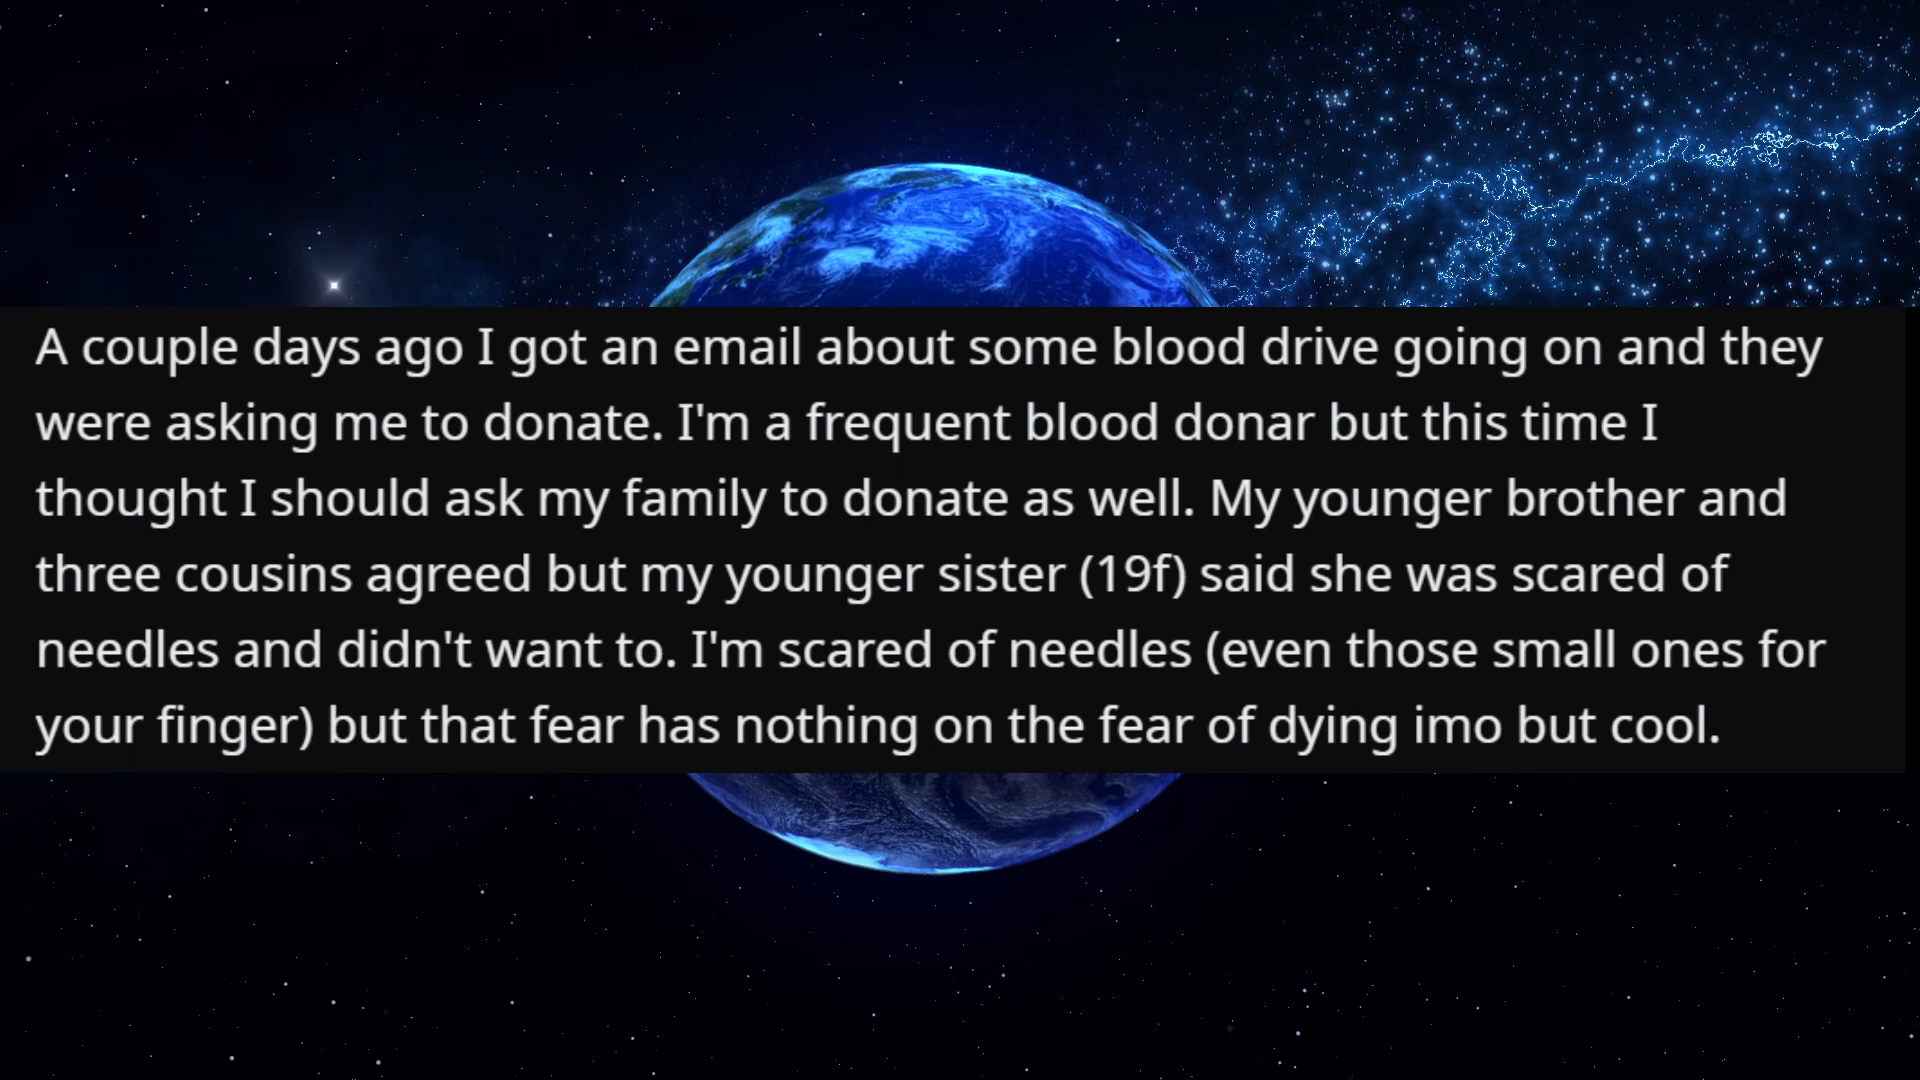 A couple days ago I got an email about some blood drive going on and they
were asking me to donate. I'm a frequent blood donar but this time I
thought I should ask my family to donate as well. My younger brother and
three cousins agreed but my younger sister (19f) said she was scared of
needles and didn't want to. I'm scared of needles (even those small ones for
your finger) but that fear has nothing on the fear of dying imo but cool.